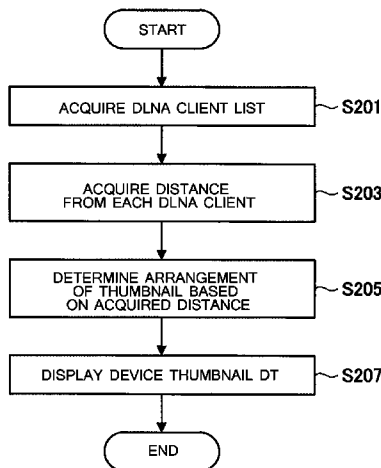 START
ACQUIRE DLNA CLIENT LIST
S201
ACQUIRE DISTANCE
FROM EACH DLNA CLIENT
S203
DETERMINE ARRANGEMENT
OF THUMBNAIL BASED
ON ACQUIRED DISTANCE
S205
DISPLAY DEVICE THUMBNAIL DT
S207
END